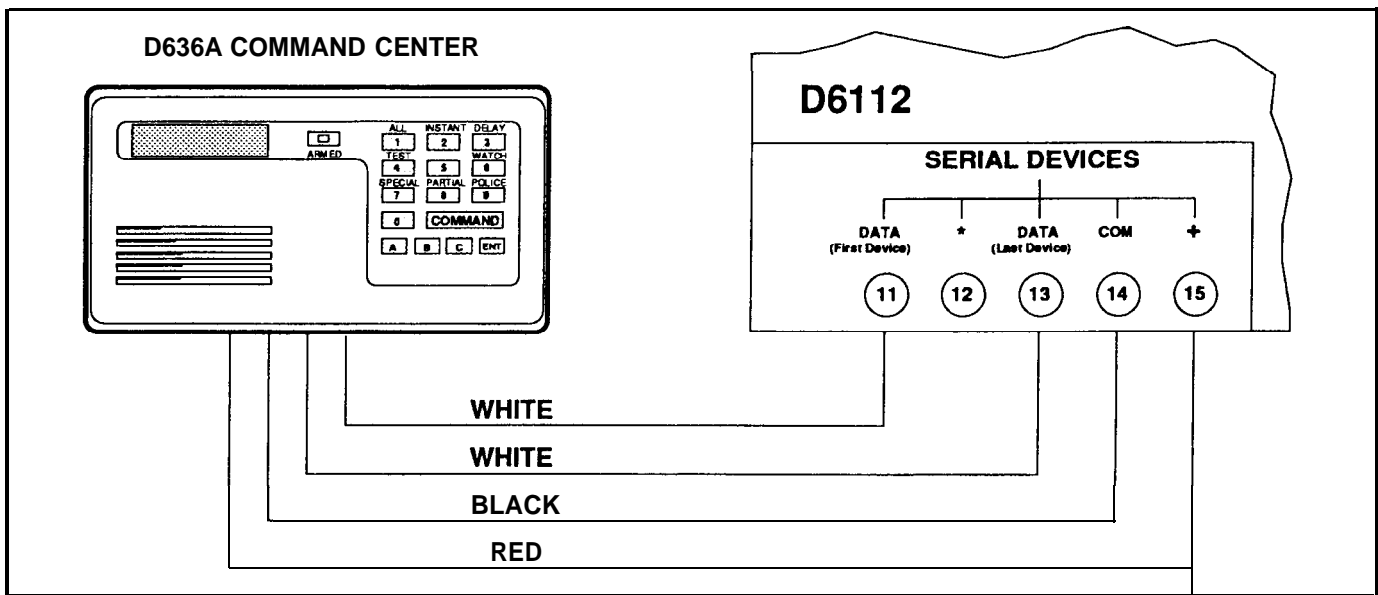 D636A COMMAND CENTER
ARMED
ALL INSTANT DELAY
1 2 3
TEST WATCH
4 5 6
SPECIAL PARTIAL POLICE
7 8 9
0 COMMAND
A B C ENT
D6112
SERIAL DEVICES
DATA * DATA COM +
(First Device) (Last Device)
11 12 13 14 15
WHITE
WHITE
BLACK
RED